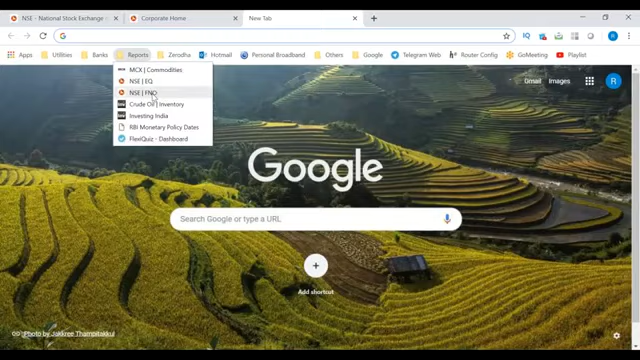 NSE - National Stock Exchange
Corporate Home
New Tab
Apps
Utilities
Banks
Reports
Zerodha
Hotmail
Personal Broadband
Others
Google
Telegram Web
Router Config
GoMeeting
Playlist
MCX | Commodities
NSE | EQ
NSE | FNO
Crude Oil | Inventory
Investing India
RBI Monetary Policy Dates
FlexiQuiz - Dashboard
Gmail
Images
R
Google
Search Google or type a URL
Add shortcut
Photo by Jakkree Thampitakkul